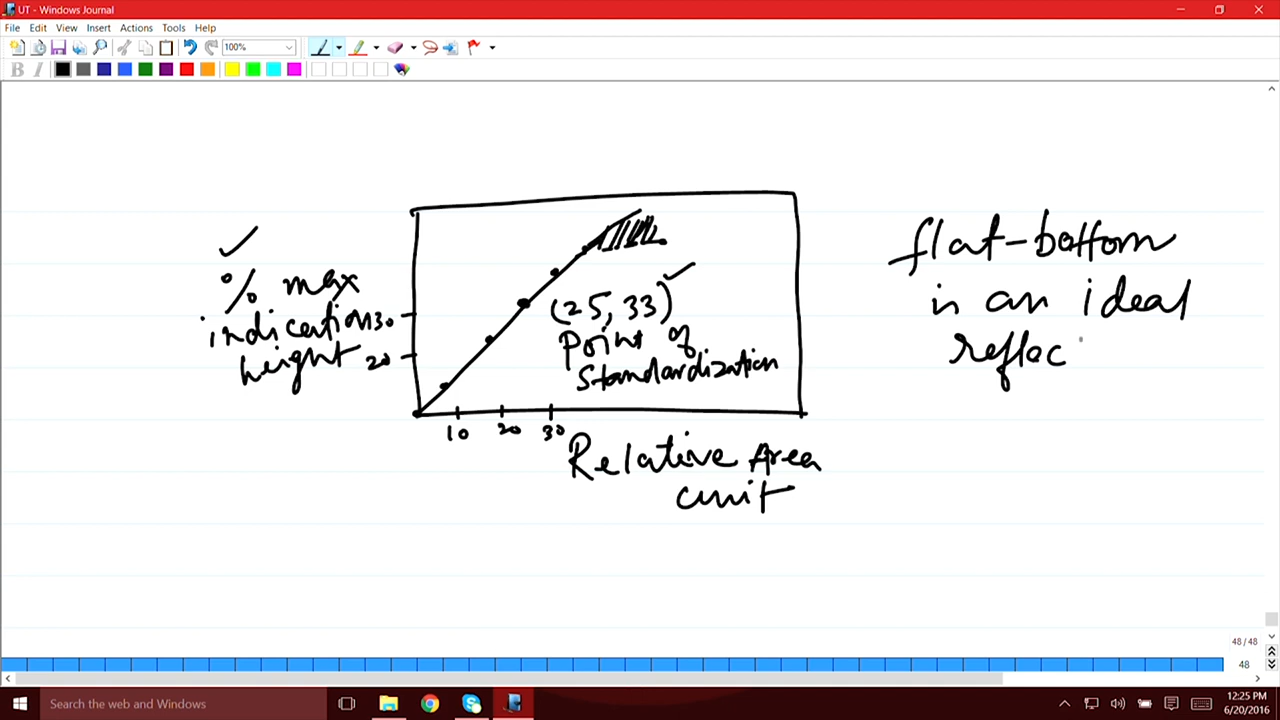 UT - Windows Journal
File Edit View Insert Actions Tools Help
100%
B I
% max
indication
height
30
20
(25, 33)
Point of
Standardization
10 20 30
Relative Area
unit
flat-bottom
is an ideal
reflec
48 / 48
48
Search the web and Windows
12:25 PM
6/20/2016